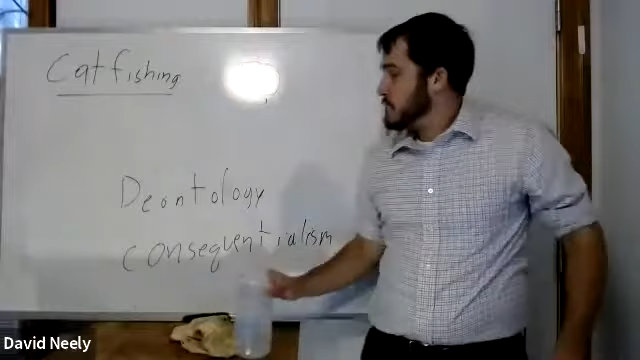 Catfishing
Deontology
Consequentialism
David Neely